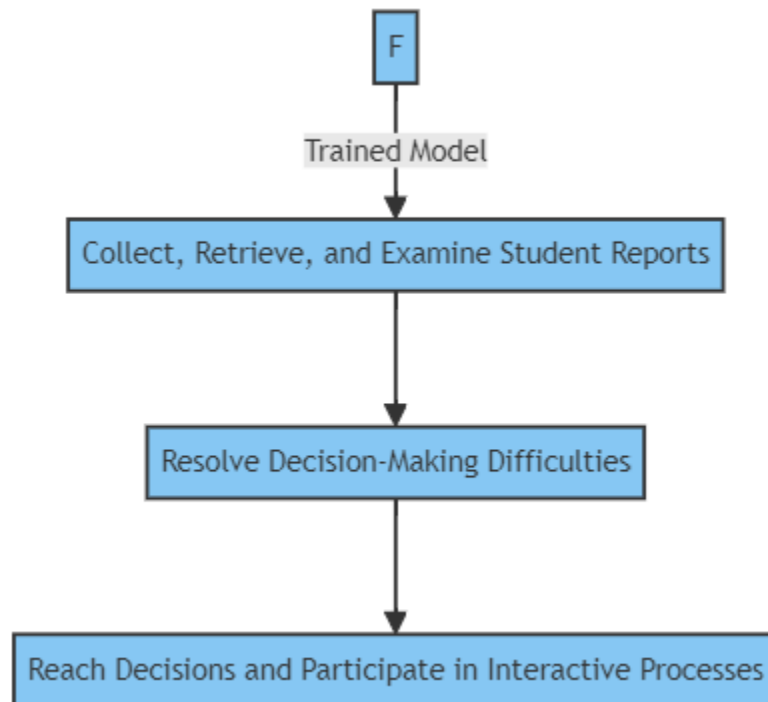 F
Trained Model
Collect, Retrieve, and Examine Student Reports
Resolve Decision-Making Difficulties
Reach Decisions and Participate in Interactive Processes